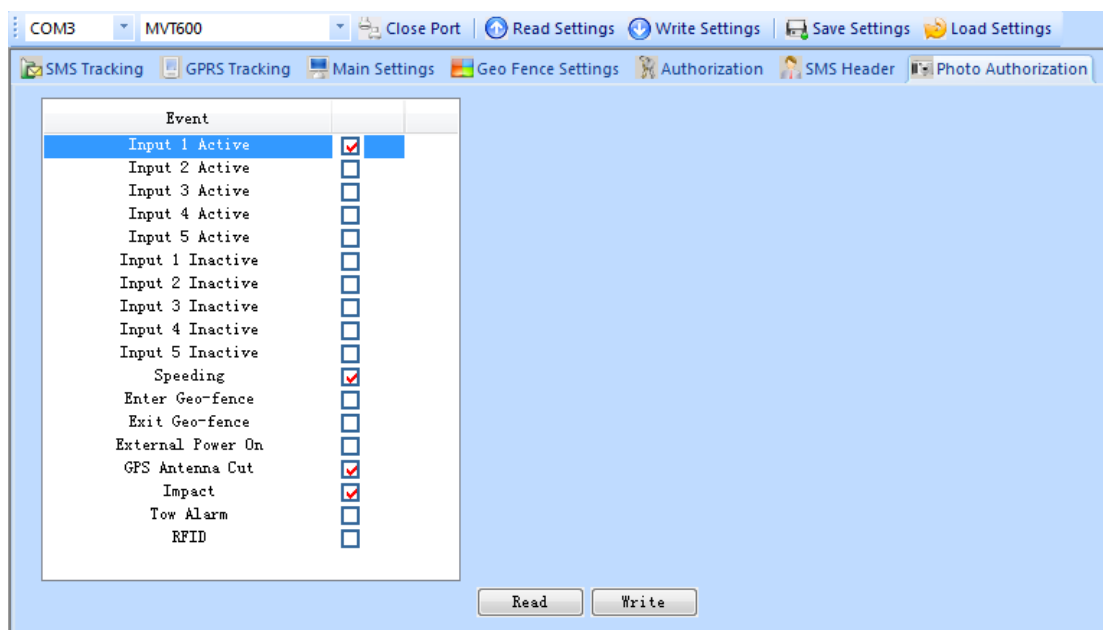 COM3 MVT600 Close Port Read Settings Write Settings Save Settings Load Settings
SMS Tracking GPRS Tracking Main Settings Geo Fence Settings Authorization SMS Header Photo Authorization
Event
Input 1 Active
Input 2 Active
Input 3 Active
Input 4 Active
Input 5 Active
Input 1 Inactive
Input 2 Inactive
Input 3 Inactive
Input 4 Inactive
Input 5 Inactive
Speeding
Enter Geo-fence
Exit Geo-fence
External Power On
GPS Antenna Cut
Impact
Tow Alarm
RFID
Read Write